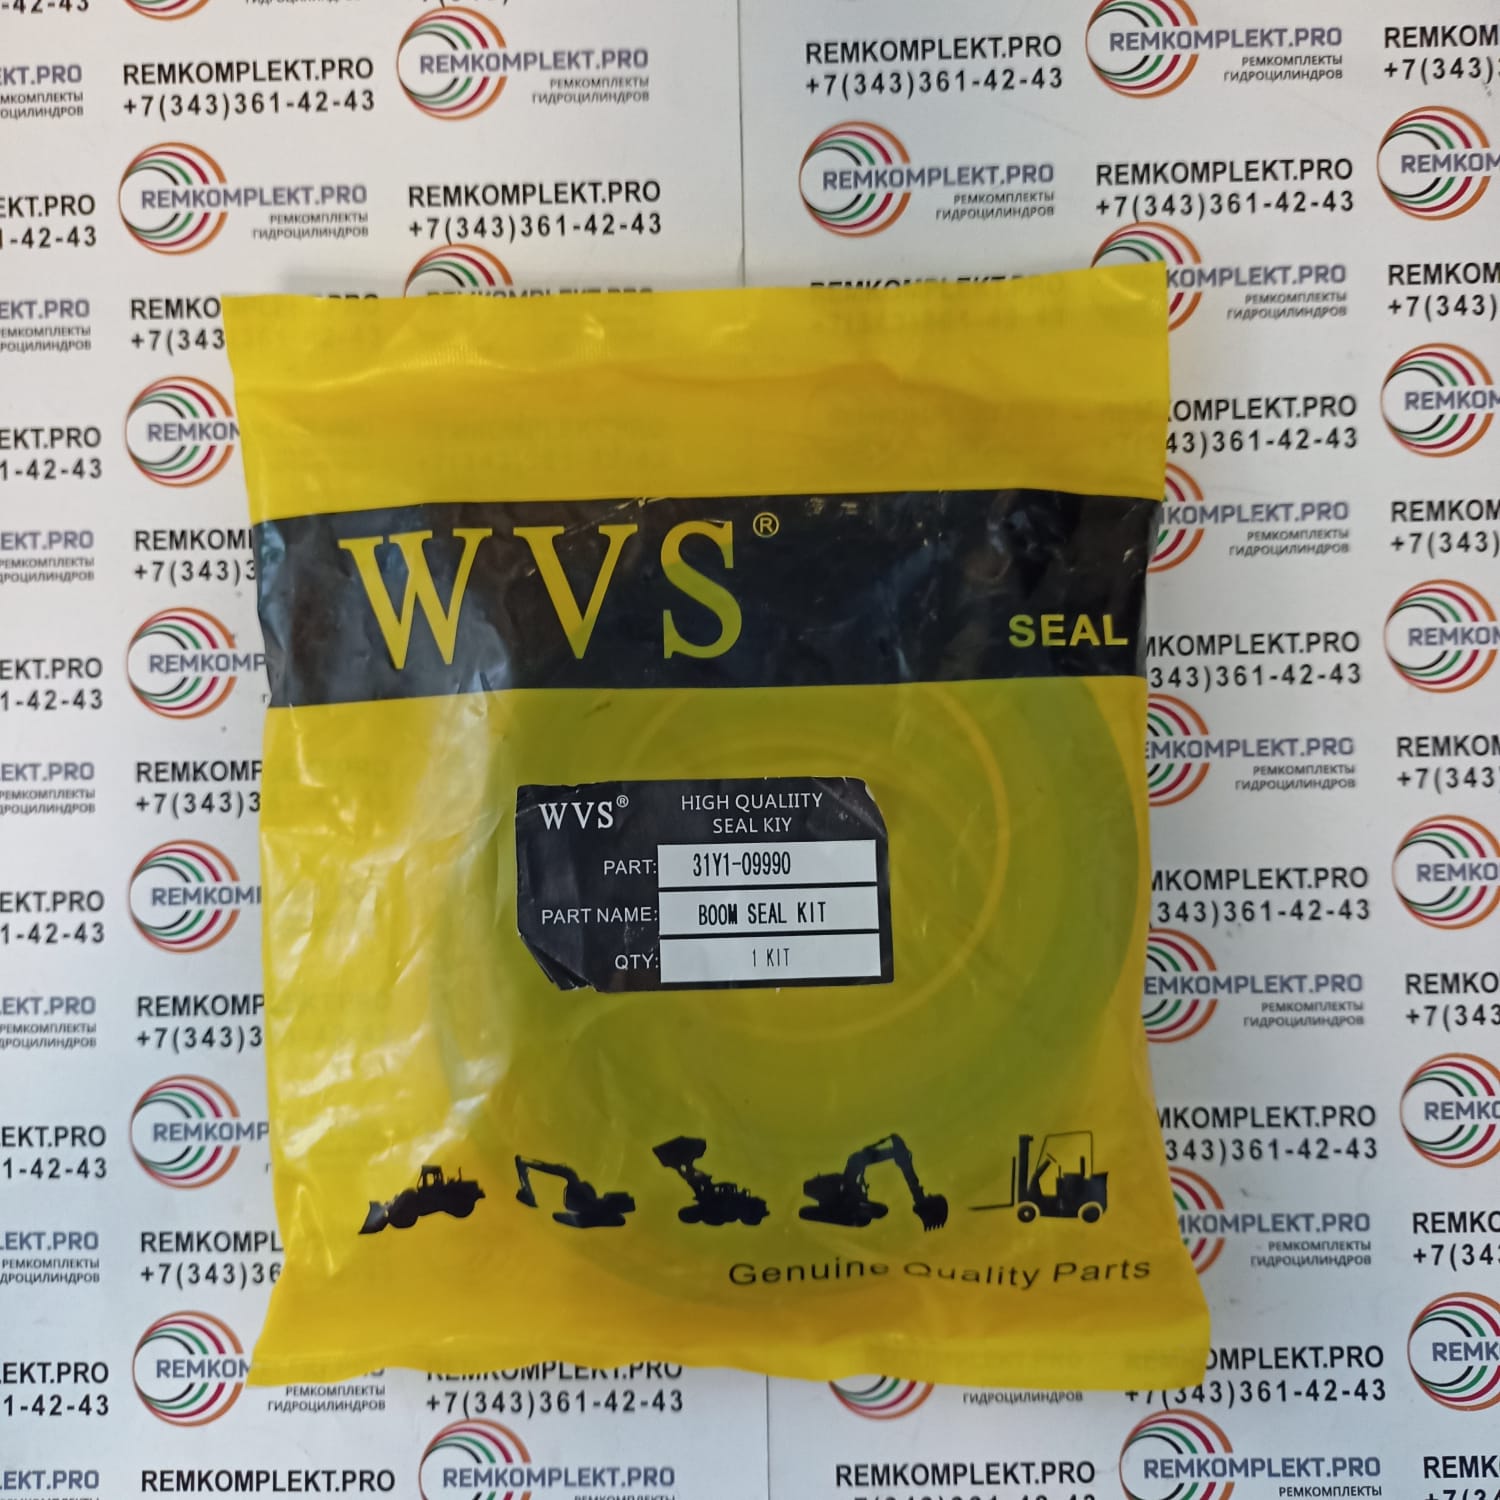 REMKOMPLEKT.PRO
+7(343)361-42-43
REMKOMPLEKT.PRO
РЕМКОМПЛЕКТЫ
ГИДРОЦИЛИНДРОВ
WVS®
SEAL
WVS®
HIGH QUALIITY
SEAL KIY
PART: 31Y1-09990
PART NAME: BOOM SEAL KIT
QTY: 1 KIT
Genuine Quality Parts